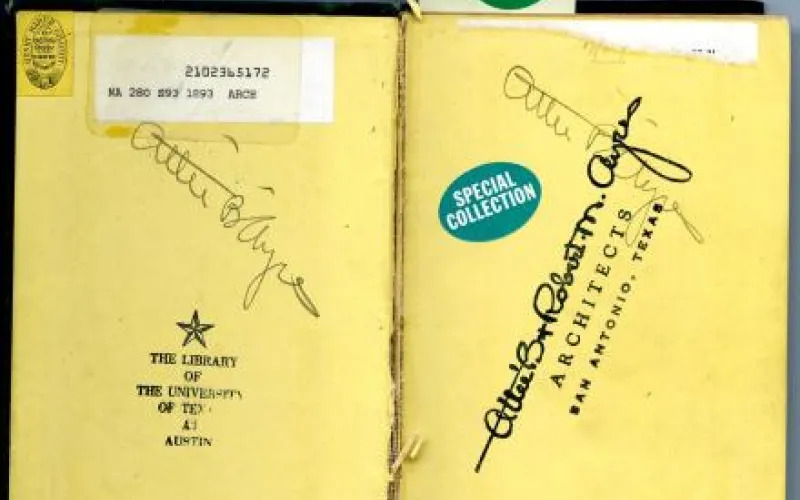 2102365172
NA 280 S93 1893 ARCH
Atlee B Ayres
THE LIBRARY
OF
THE UNIVERSITY
OF TEX
AT
AUSTIN
Atlee B Ayres
SPECIAL
COLLECTION
Atlee B + Robert M. Ayres
ARCHITECTS
SAN ANTONIO, TEXAS